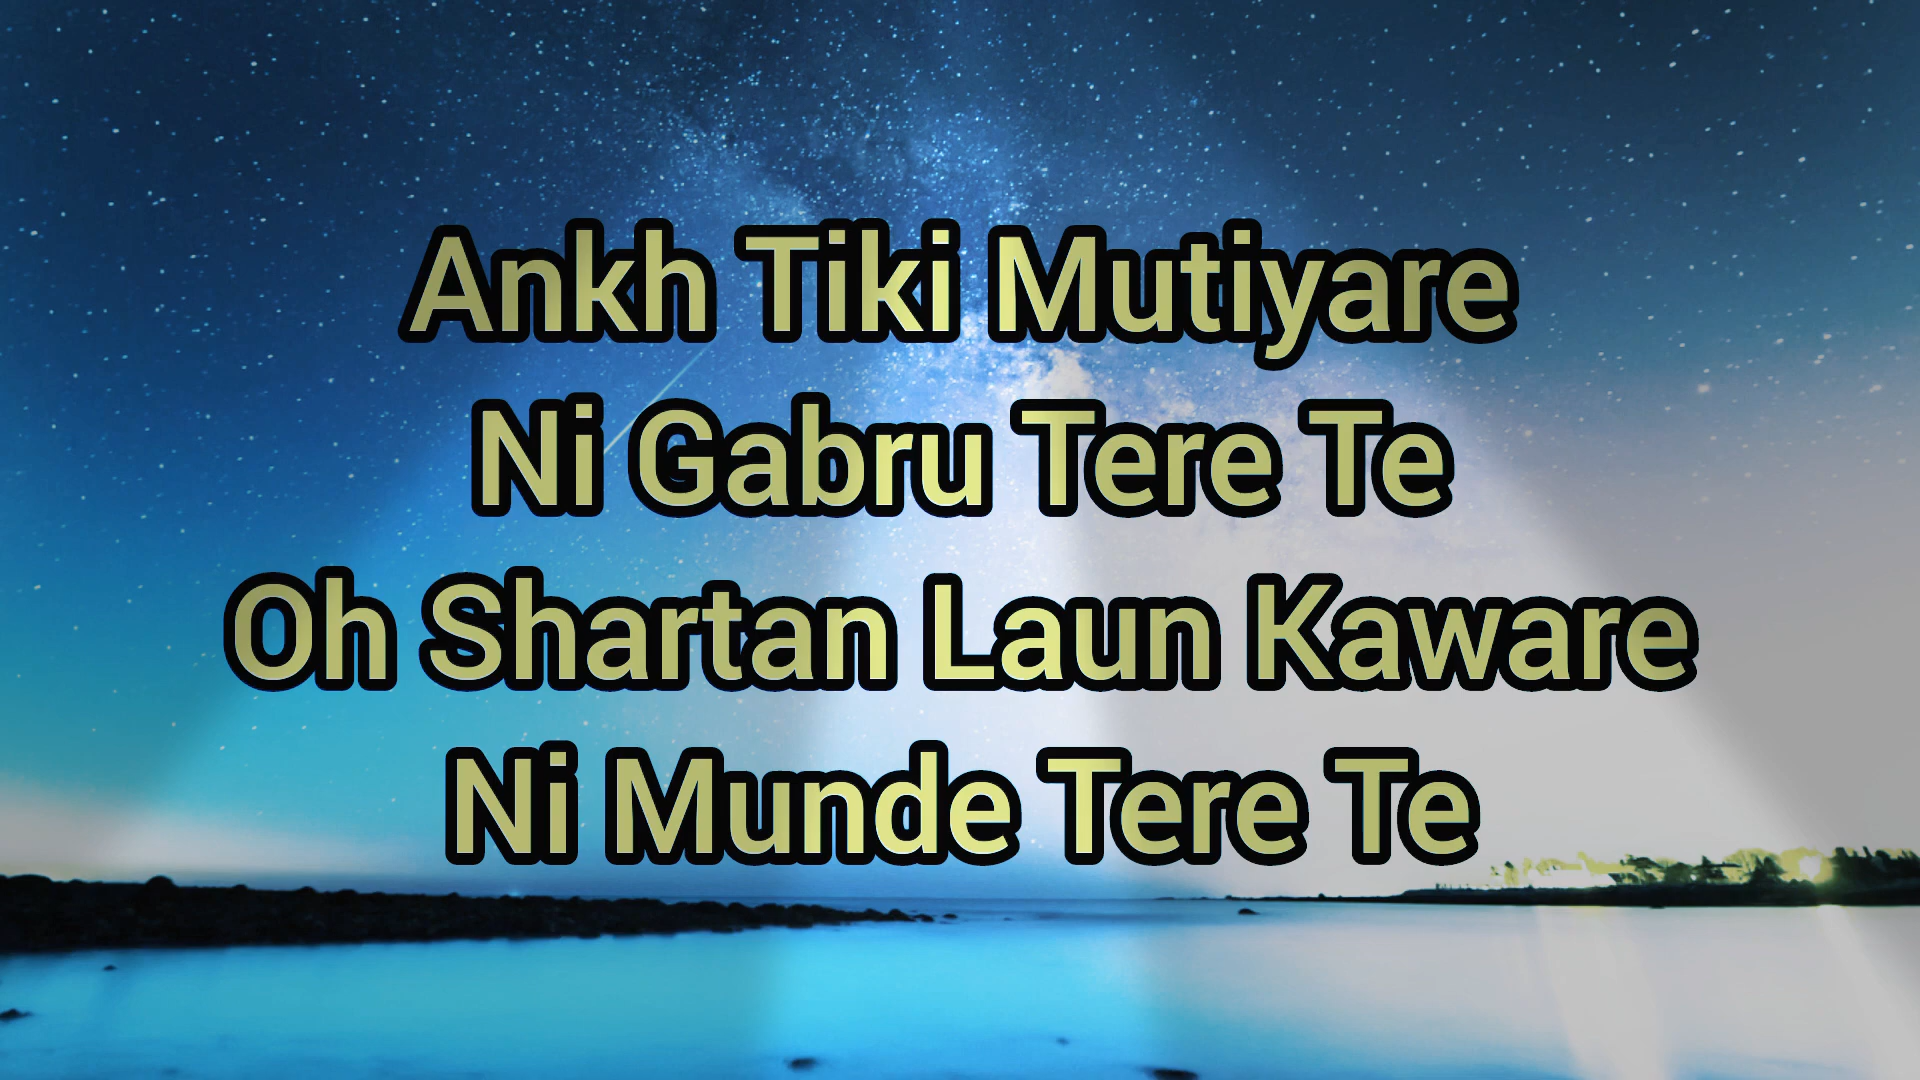 Ankh Tiki Mutiyare
Ni Gabru Tere Te
Oh Shartan Laun Kaware
Ni Munde Tere Te